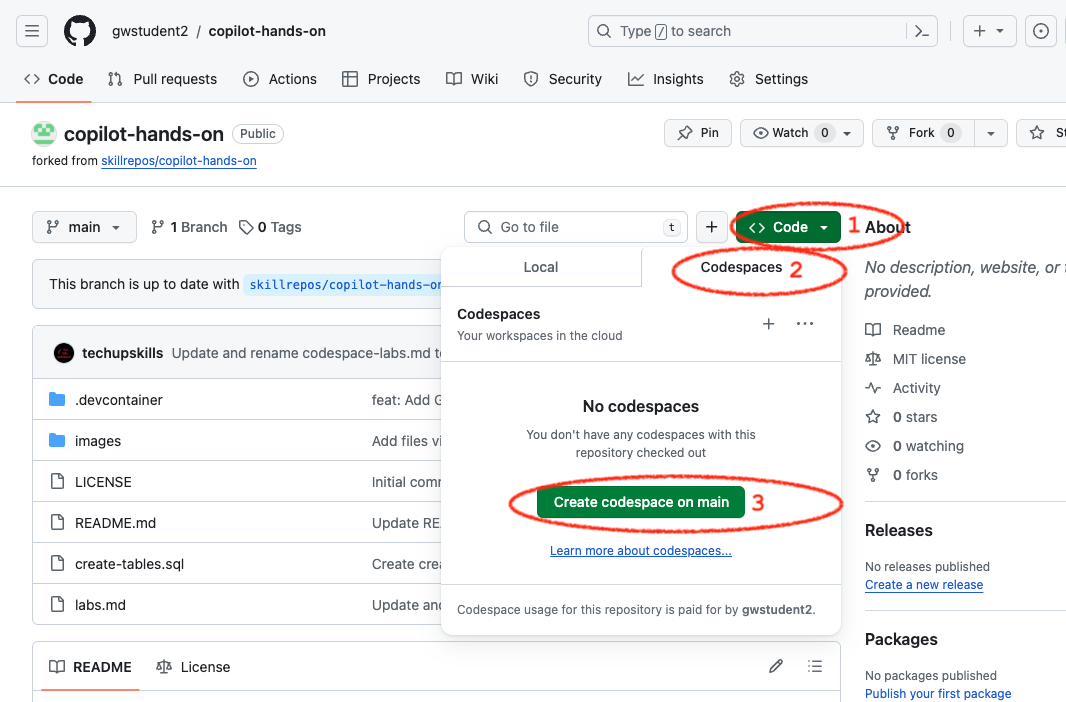 gwstudent2 / copilot-hands-on
Type / to search
Code Pull requests Actions Projects Wiki Security Insights Settings
copilot-hands-on Public
Pin Watch 0 Fork 0
forked from skillrepos/copilot-hands-on
main 1 Branch 0 Tags
Go to file t
Code 1
About
Local Codespaces 2
No description, website, or
provided.
This branch is up to date with skillrepos/copilot-hands-on
Codespaces
Your workspaces in the cloud
Readme
MIT license
Activity
0 stars
0 watching
0 forks
techupskills Update and rename codespace-labs.md
.devcontainer feat: Add
images Add files
LICENSE Initial
README.md Update
create-tables.sql Create
labs.md Update
No codespaces
You don't have any codespaces with this
repository checked out
Create codespace on main 3
Learn more about codespaces...
Codespace usage for this repository is paid for by gwstudent2.
Releases
No releases published
Create a new release
Packages
No packages published
Publish your first package
README License